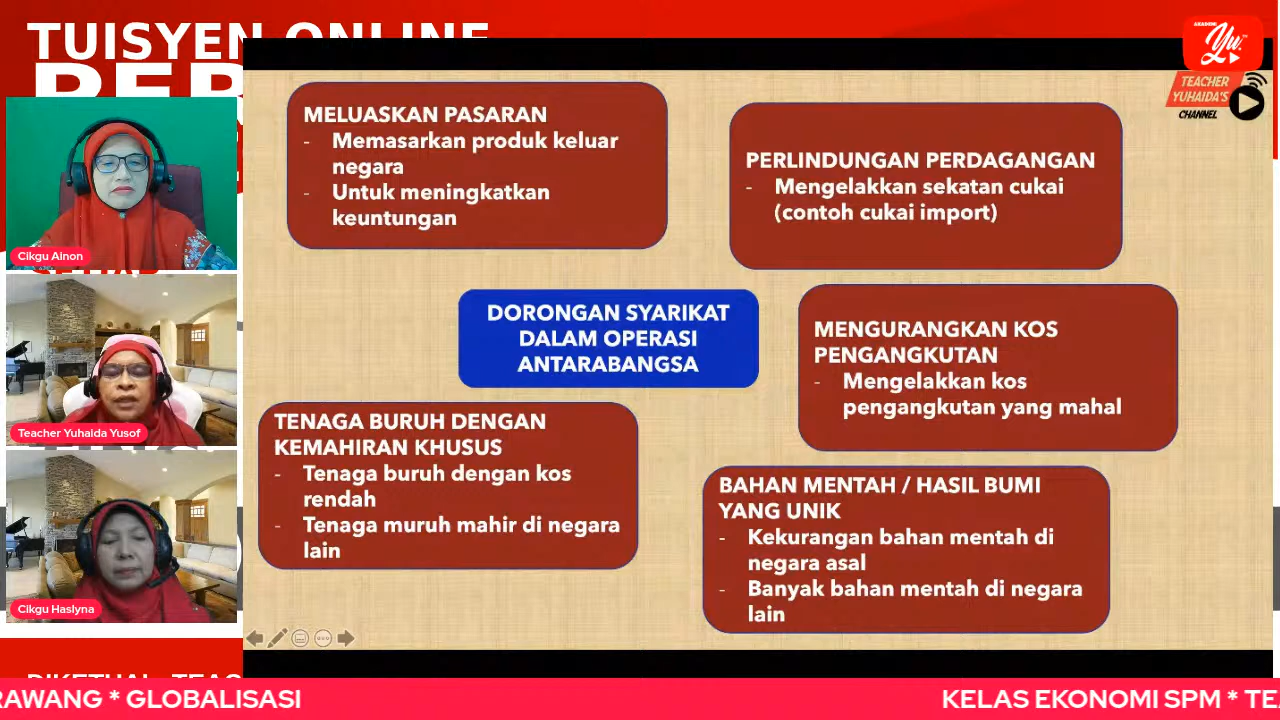 TUISYEN ONLINE
Cikgu Ainon
Teacher Yuhaida Yusof
Cikgu Haslyna
AKADEMI
Yu.
TEACHER
YUHAIDA'S
CHANNEL
MELUASKAN PASARAN
- Memasarkan produk keluar
negara
- Untuk meningkatkan
keuntungan
PERLINDUNGAN PERDAGANGAN
- Mengelakkan sekatan cukai
(contoh cukai import)
DORONGAN SYARIKAT
DALAM OPERASI
ANTARABANGSA
MENGURANGKAN KOS
PENGANGKUTAN
- Mengelakkan kos
pengangkutan yang mahal
TENAGA BURUH DENGAN
KEMAHIRAN KHUSUS
- Tenaga buruh dengan kos
rendah
- Tenaga muruh mahir di negara
lain
BAHAN MENTAH / HASIL BUMI
YANG UNIK
- Kekurangan bahan mentah di
negara asal
- Banyak bahan mentah di negara
lain
RAWANG * GLOBALISASI
KELAS EKONOMI SPM * TEA